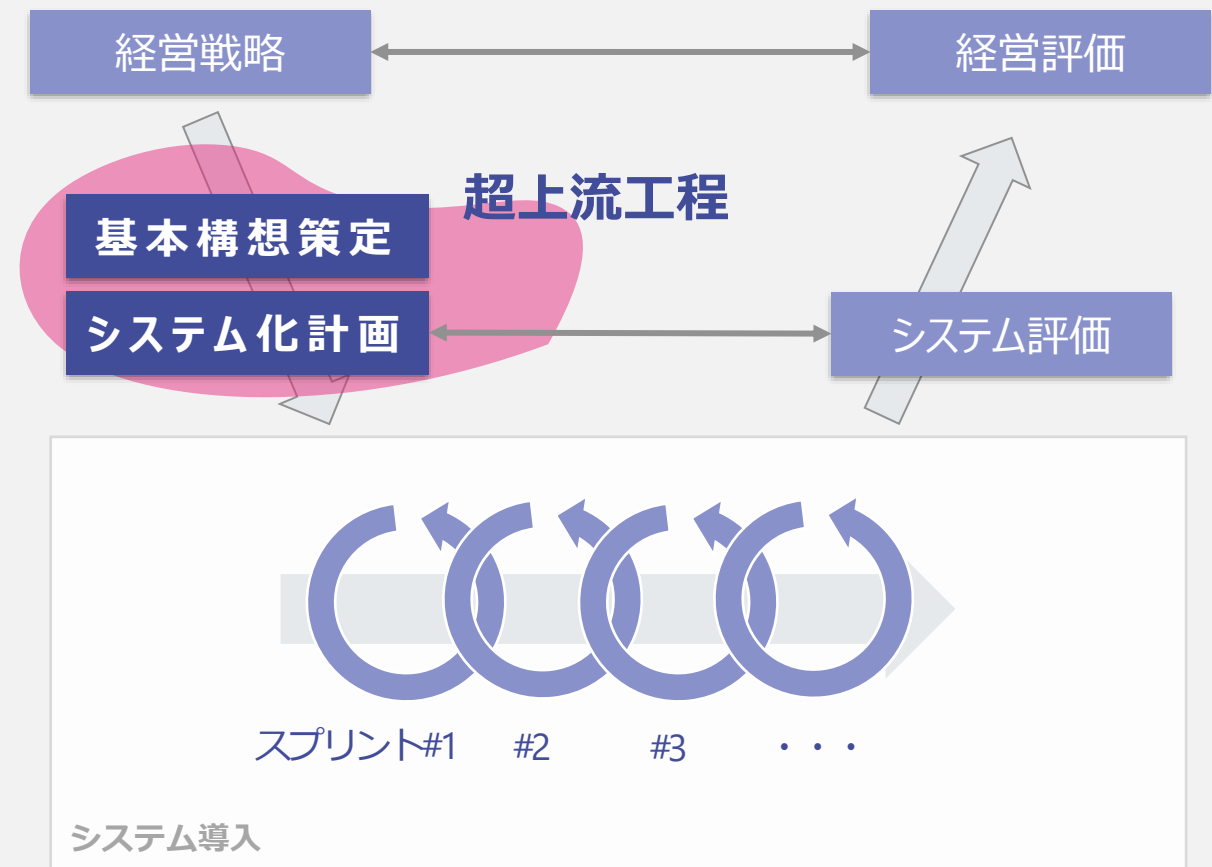 経営戦略
経営評価
超上流工程
基本構想策定
システム化計画
システム評価
スプリント#1 #2 #3 ・・・
システム導入